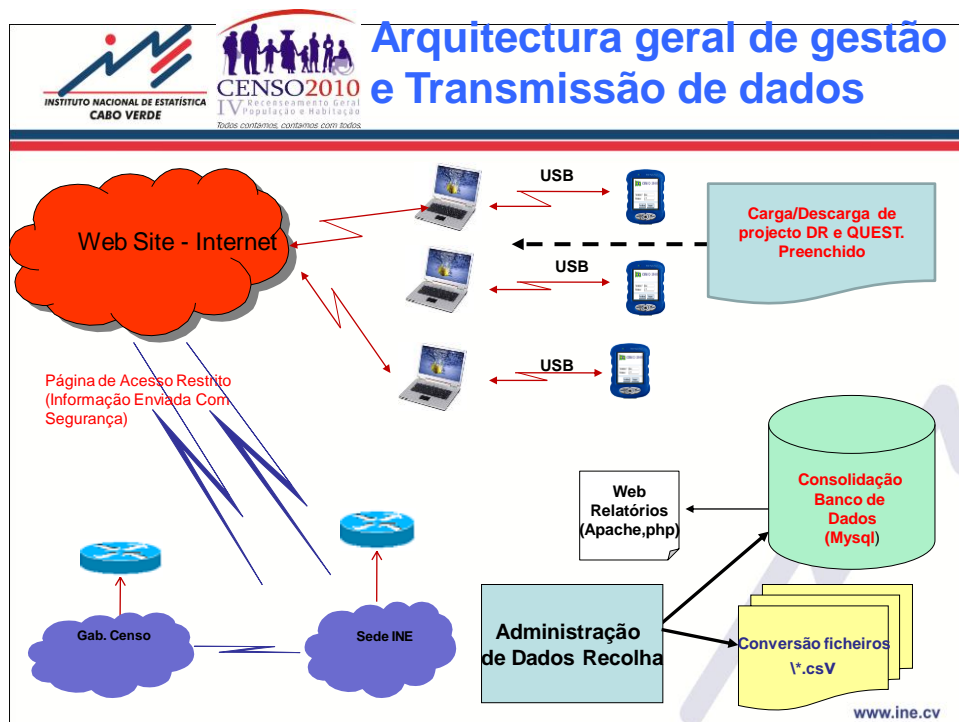 Arquitectura geral de gestão
e Transmissão de dados
INSTITUTO NACIONAL DE ESTATÍSTICA
CABO VERDE
CENSO2010
IV Recenseamento Geral
População e Habitação
Todos contamos, contamos com todos.
Web Site - Internet
USB
USB
USB
Carga/Descarga de
projecto DR e QUEST.
Preenchido
Página de Acesso Restrito
(Informação Enviada Com
Segurança)
Consolidação
Banco de
Dados
(Mysql)
Web
Relatórios
(Apache,php)
Gab. Censo
Sede INE
Administração
de Dados Recolha
Conversão ficheiros
\*.csv
www.ine.cv